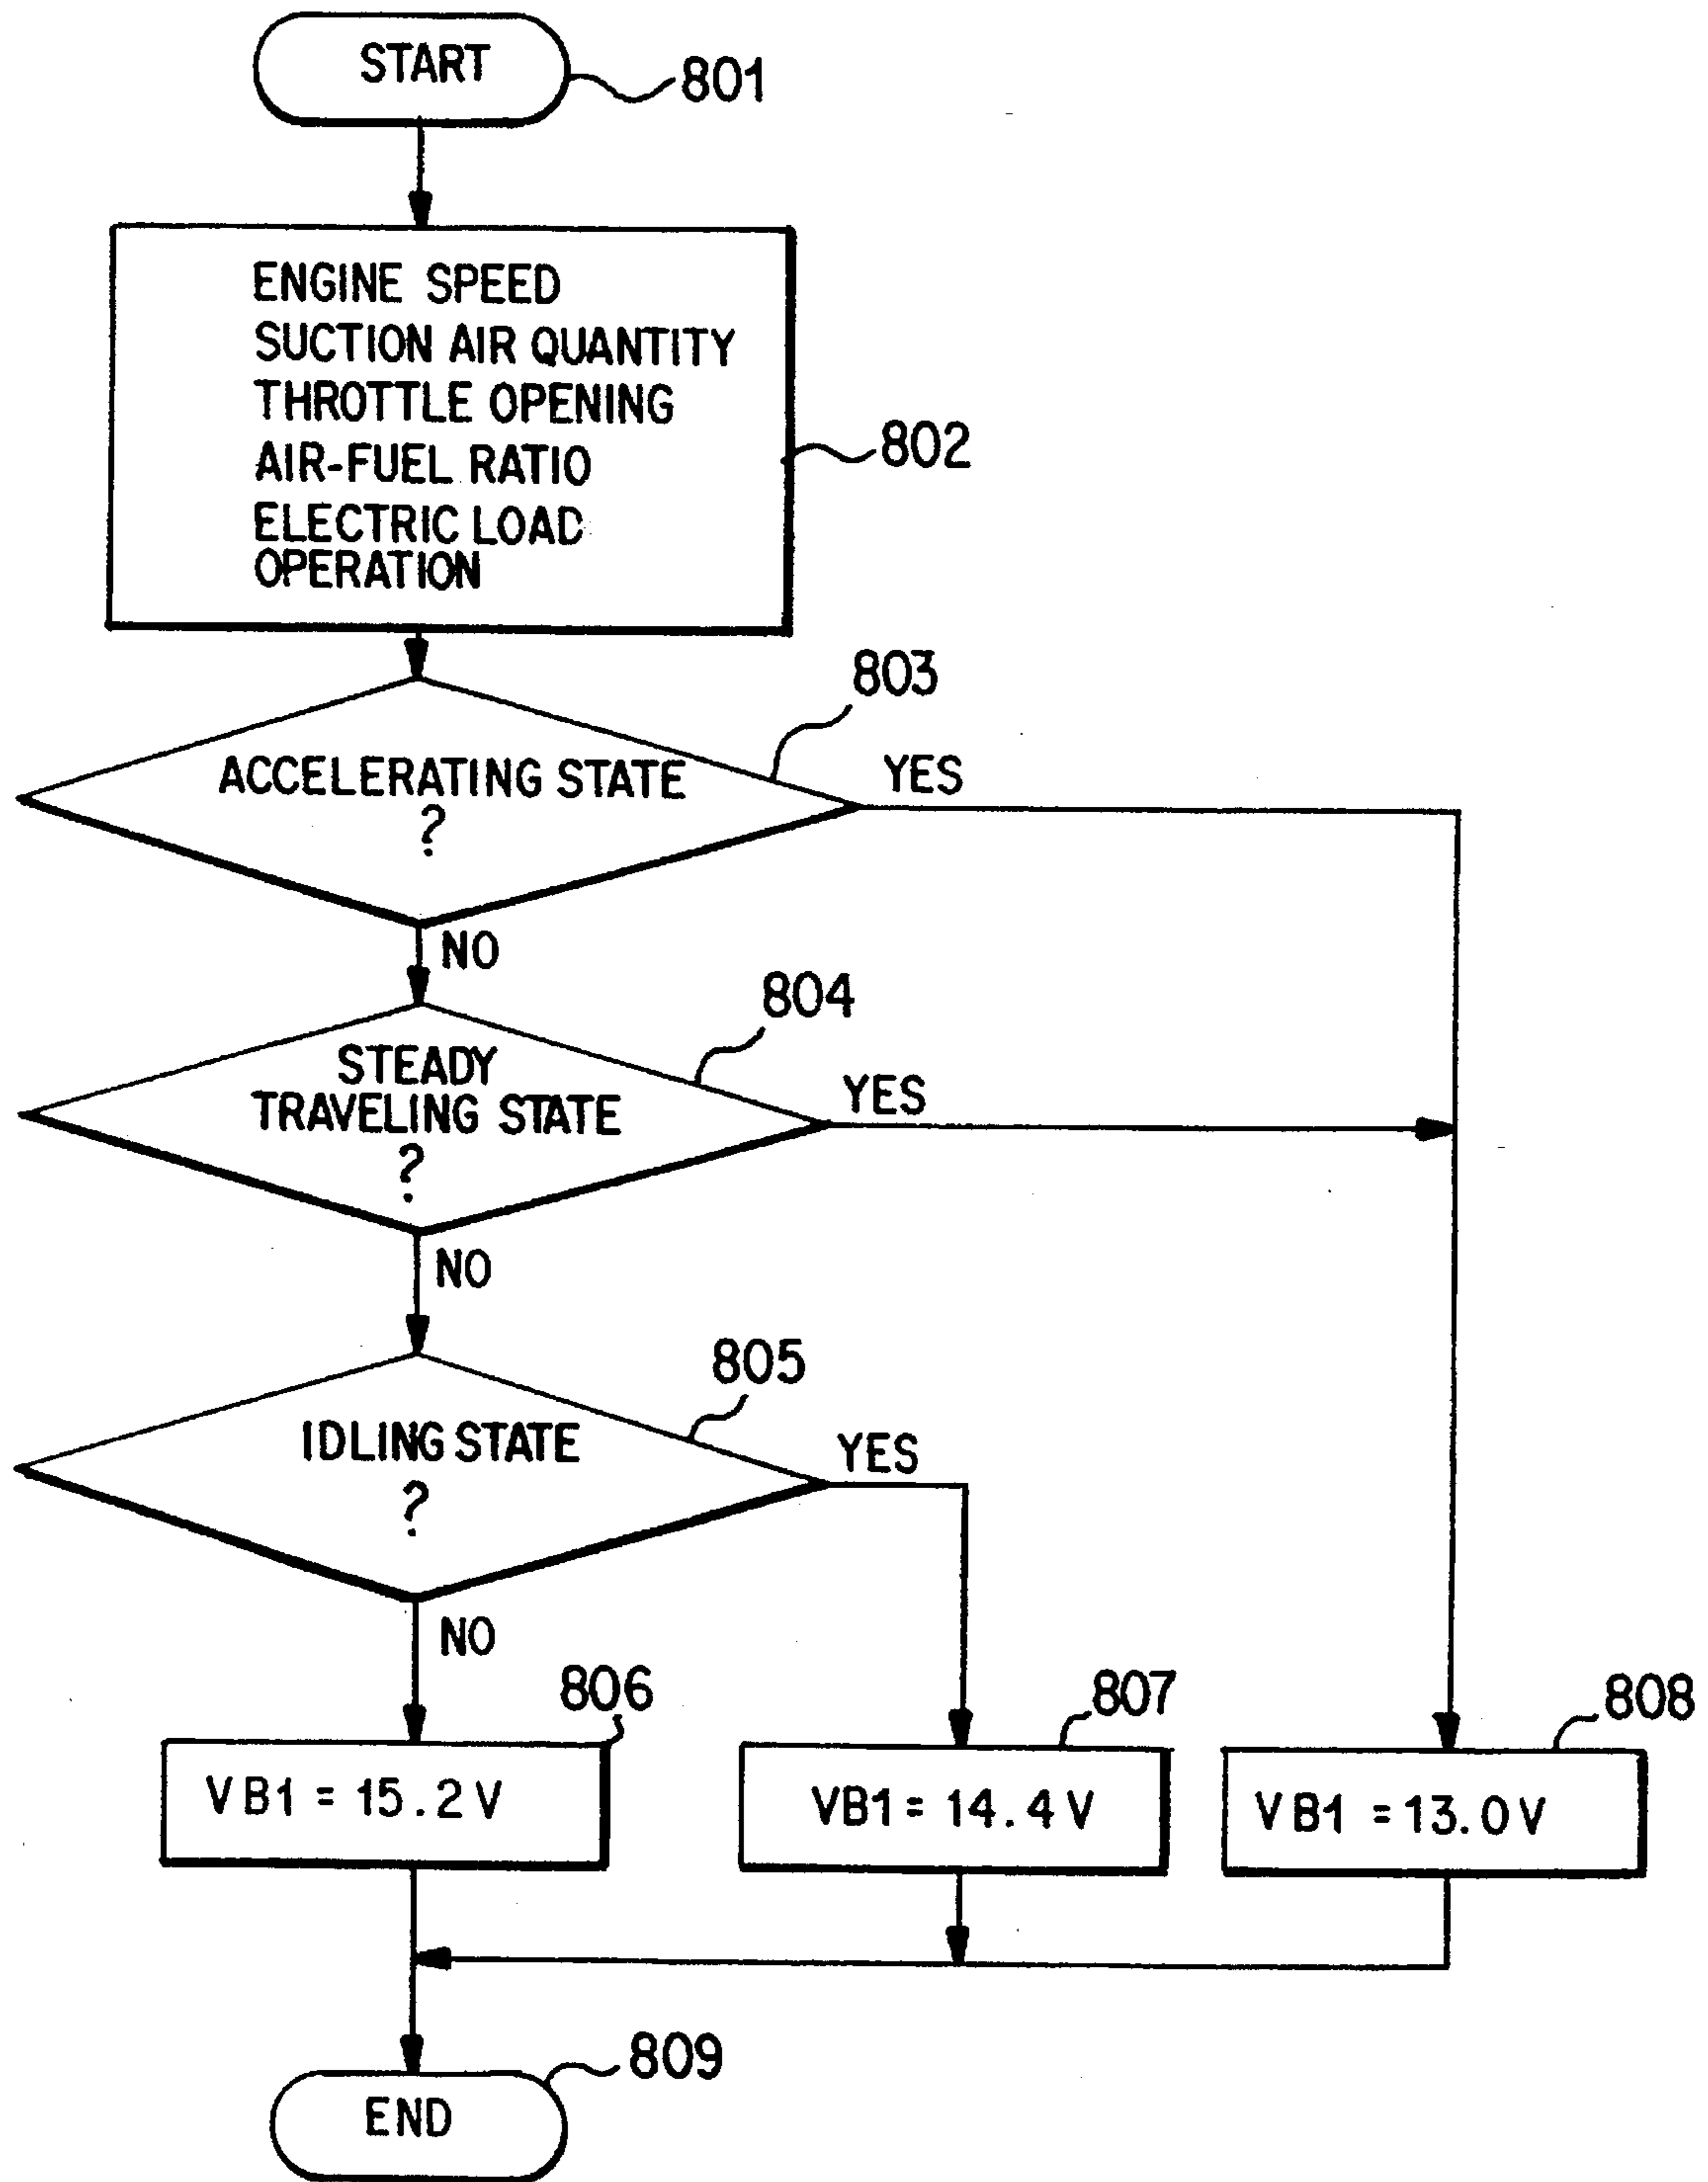 START
801
ENGINE SPEED
SUCTION AIR QUANTITY
THROTTLE OPENING
AIR-FUEL RATIO
ELECTRIC LOAD
OPERATION
802
803
ACCELERATING STATE
?
YES
NO
804
STEADY
TRAVELING STATE
?
YES
NO
805
IDLING STATE
?
YES
NO
806
VB1 = 15.2 V
807
VB1 = 14.4 V
808
VB1 = 13.0 V
809
END